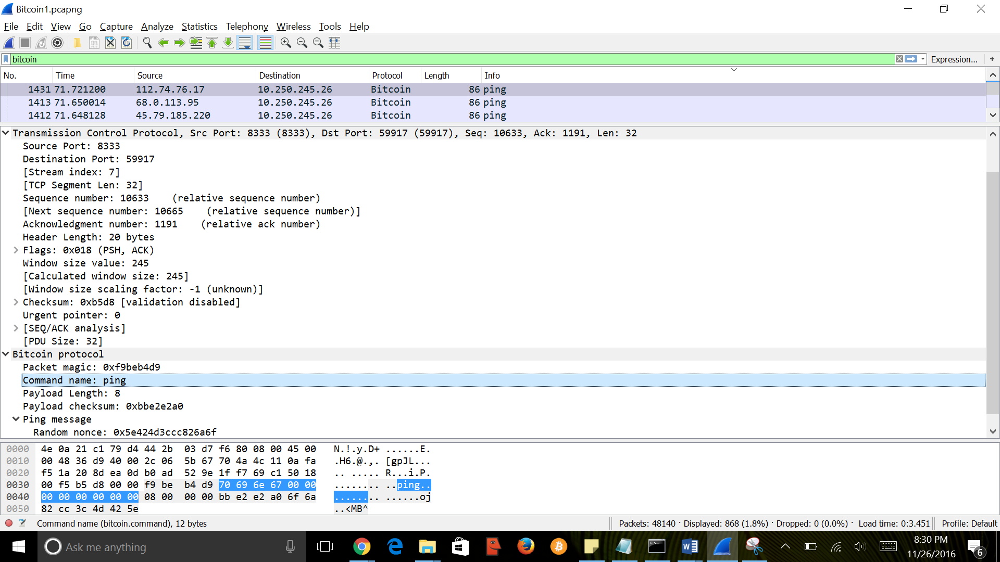 Bitcoin1.pcapng
File Edit View Go Capture Analyze Statistics Telephony Wireless Tools Help
bitcoin Expression... +
No. Time Source Destination Protocol Length Info
1431 71.721200 112.74.76.17 10.250.245.26 Bitcoin 86 ping
1413 71.650014 68.0.113.95 10.250.245.26 Bitcoin 86 ping
1412 71.648128 45.79.185.220 10.250.245.26 Bitcoin 86 ping
Transmission Control Protocol, Src Port: 8333 (8333), Dst Port: 59917 (59917), Seq: 10633, Ack: 1191, Len: 32
Source Port: 8333
Destination Port: 59917
[Stream index: 7]
[TCP Segment Len: 32]
Sequence number: 10633 (relative sequence number)
[Next sequence number: 10665 (relative sequence number)]
Acknowledgment number: 1191 (relative ack number)
Header Length: 20 bytes
Flags: 0x018 (PSH, ACK)
Window size value: 245
[Calculated window size: 245]
[Window size scaling factor: -1 (unknown)]
Checksum: 0xb5d8 [validation disabled]
Urgent pointer: 0
[SEQ/ACK analysis]
[PDU Size: 32]
Bitcoin protocol
Packet magic: 0xf9beb4d9
Command name: ping
Payload Length: 8
Payload checksum: 0xbbe2e2a0
Ping message
Random nonce: 0x5e424d3ccc826a6f
0000 4e 0a 21 c1 79 d4 44 2b 03 d7 f6 80 08 00 45 00 N.!.y.D+ ......E.
0010 00 48 36 d9 40 00 2c 06 5b 67 70 4a 4c 11 0a fa .H6.@.,. [gpJL...
0020 f5 1a 20 8d ea 0d b0 ad 52 9e 1f f7 69 c1 50 18 .. ..... R...i.P.
0030 00 f5 b5 d8 00 00 f9 be b4 d9 70 69 6e 67 00 00 ........ ..ping..
0040 00 00 00 00 00 00 08 00 00 00 bb e2 e2 a0 6f 6a ........ ......oj
0050 82 cc 3c 4d 42 5e ..<MB^
Command name (bitcoin.command), 12 bytes Packets: 48140 · Displayed: 868 (1.8%) · Dropped: 0 (0.0%) · Load time: 0:3.451 Profile: Default
Ask me anything
8:30 PM
11/26/2016
6